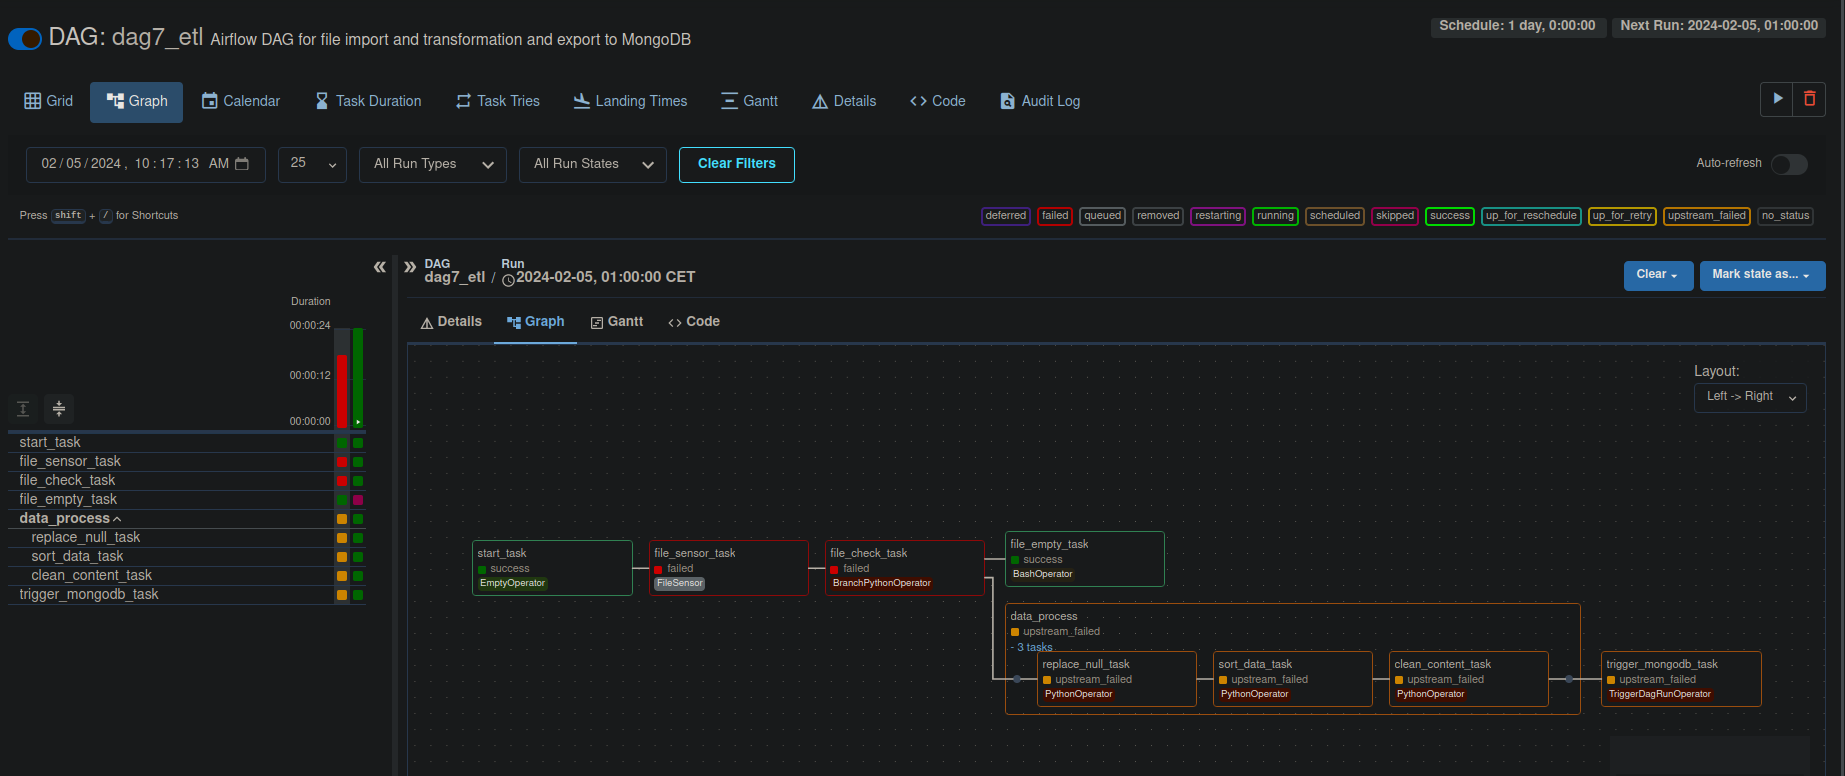 DAG: dag7_etl Airflow DAG for file import and transformation and export to MongoDB
Schedule: 1 day, 0:00:00
Next Run: 2024-02-05, 01:00:00
Grid
Graph
Calendar
Task Duration
Task Tries
Landing Times
Gantt
Details
Code
Audit Log
02/05/2024, 10:17:13 AM
25
All Run Types
All Run States
Clear Filters
Auto-refresh
Press shift + / for Shortcuts
deferred
failed
queued
removed
restarting
running
scheduled
skipped
success
up_for_reschedule
up_for_retry
upstream_failed
no_status
Duration
00:00:24
00:00:12
00:00:00
start_task
file_sensor_task
file_check_task
file_empty_task
data_process
replace_null_task
sort_data_task
clean_content_task
trigger_mongodb_task
DAG
dag7_etl
/
Run
2024-02-05, 01:00:00 CET
Clear
Mark state as...
Details
Graph
Gantt
Code
Layout:
Left -> Right
start_task
success
EmptyOperator
file_sensor_task
failed
FileSensor
file_check_task
failed
BranchPythonOperator
file_empty_task
success
BashOperator
data_process
upstream_failed
- 3 tasks
replace_null_task
upstream_failed
PythonOperator
sort_data_task
upstream_failed
PythonOperator
clean_content_task
upstream_failed
PythonOperator
trigger_mongodb_task
upstream_failed
TriggerDagRunOperator